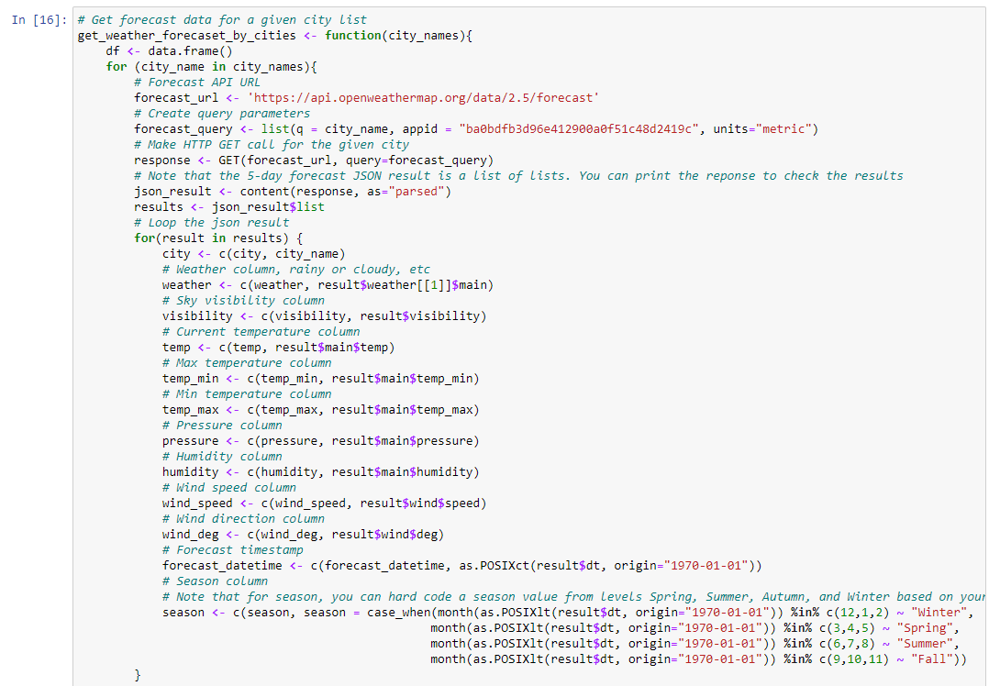 In [16]: # Get forecast data for a given city list
get_weather_forecaset_by_cities <- function(city_names){
    df <- data.frame()
    for (city_name in city_names){
        # Forecast API URL
        forecast_url <- 'https://api.openweathermap.org/data/2.5/forecast'
        # Create query parameters
        forecast_query <- list(q = city_name, appid = "ba0bdfb3d96e412900a0f51c48d2419c", units="metric")
        # Make HTTP GET call for the given city
        response <- GET(forecast_url, query=forecast_query)
        # Note that the 5-day forecast JSON result is a list of lists. You can print the reponse to check the results
        json_result <- content(response, as="parsed")
        results <- json_result$list
        # Loop the json result
        for(result in results) {
            city <- c(city, city_name)
            # Weather column, rainy or cloudy, etc
            weather <- c(weather, result$weather[[1]]$main)
            # Sky visibility column
            visibility <- c(visibility, result$visibility)
            # Current temperature column
            temp <- c(temp, result$main$temp)
            # Max temperature column
            temp_min <- c(temp_min, result$main$temp_min)
            # Min temperature column
            temp_max <- c(temp_max, result$main$temp_max)
            # Pressure column
            pressure <- c(pressure, result$main$pressure)
            # Humidity column
            humidity <- c(humidity, result$main$humidity)
            # Wind speed column
            wind_speed <- c(wind_speed, result$wind$speed)
            # Wind direction column
            wind_deg <- c(wind_deg, result$wind$deg)
            # Forecast timestamp
            forecast_datetime <- c(forecast_datetime, as.POSIXct(result$dt, origin="1970-01-01"))
            # Season column
            # Note that for season, you can hard code a season value from levels Spring, Summer, Autumn, and Winter based on your
            season <- c(season, season = case_when(month(as.POSIXlt(result$dt, origin="1970-01-01")) %in% c(12,1,2) ~ "Winter",
                                                  month(as.POSIXlt(result$dt, origin="1970-01-01")) %in% c(3,4,5) ~ "Spring",
                                                  month(as.POSIXlt(result$dt, origin="1970-01-01")) %in% c(6,7,8) ~ "Summer",
                                                  month(as.POSIXlt(result$dt, origin="1970-01-01")) %in% c(9,10,11) ~ "Fall"))
        }